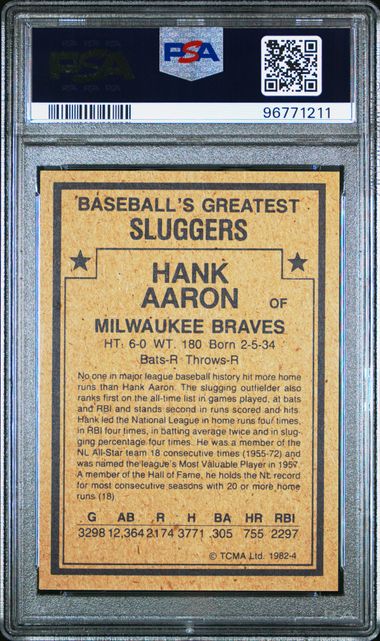 PSA
PSA
96771211
BASEBALL'S GREATEST
SLUGGERS
HANK
AARON OF
MILWAUKEE BRAVES
HT: 6-0 WT. 180 Born 2-5-34
Bats-R Throws-R
No one in major league baseball history hit more home
runs than Hank Aaron. The slugging outfielder also
ranks first on the all-time list in games played, at bats
and RBI and stands second in runs scored and hits
Hank led the National League in home runs four times,
in RBI four times, in batting average twice and in slug-
ging percentage four times. He was a member of the
NL All-Star team 18 consecutive times (1955-72) and
was named the league's Most Valuable Player in 1957.
A member of the Hall of Fame, he holds the NL record
for most consecutive seasons with 20 or more home
runs (18)
G AB R H BA HR RBI
3298 12,364 2174 3771 .305 755 2297
© TCMA Ltd. 1982-4